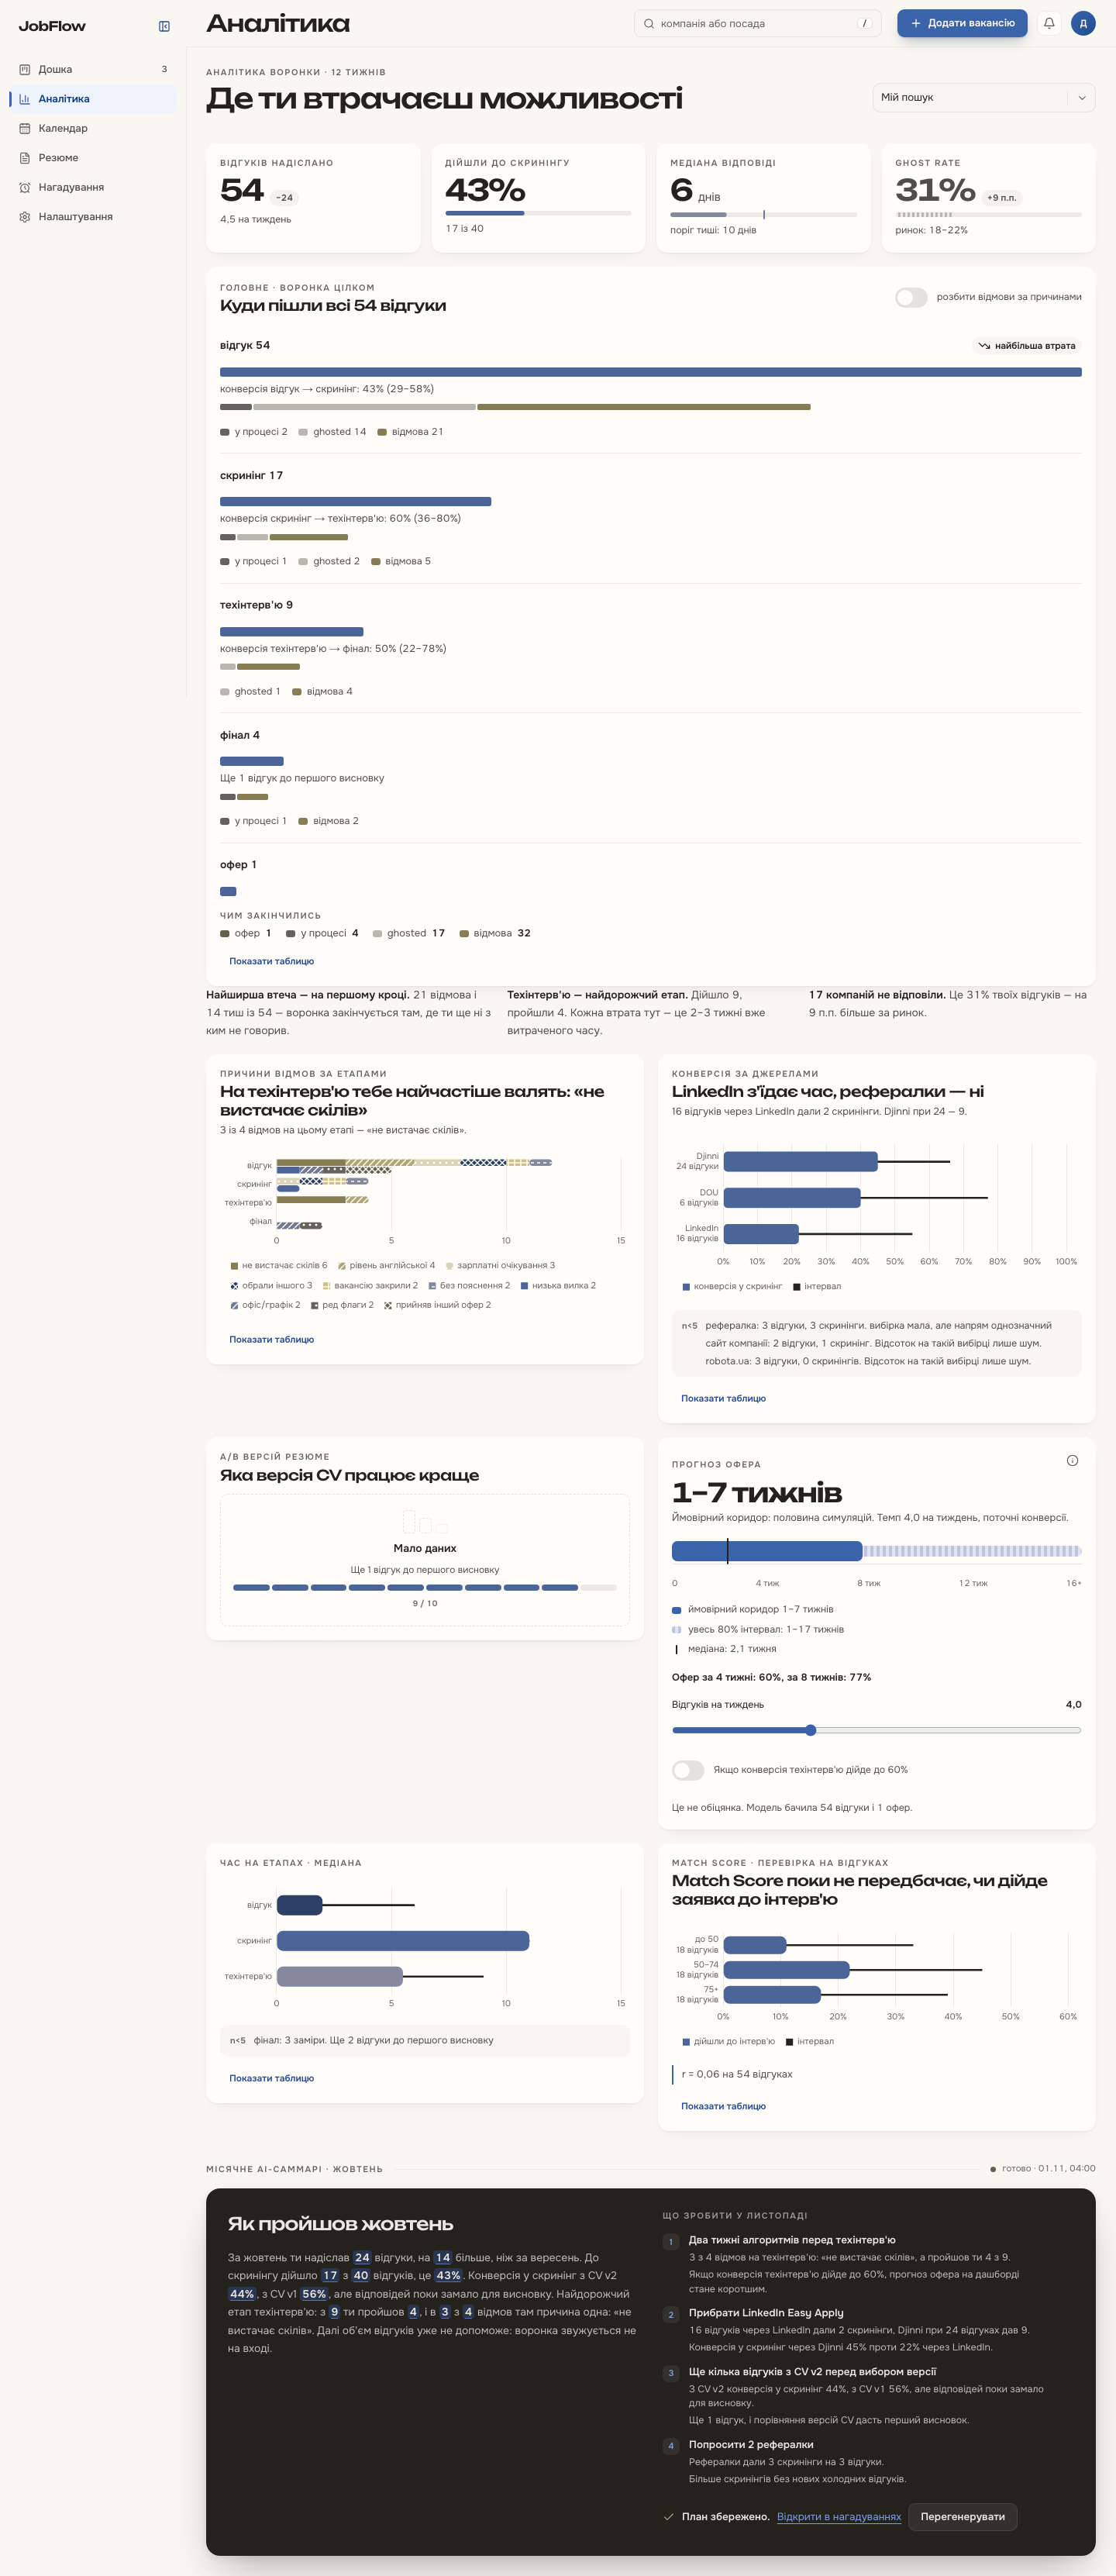 JobFlow
Дошка 3
Аналітика
Календар
Резюме
Нагадування
Налаштування
Аналітика
компанія або посада /
Додати вакансію
Д
АНАЛІТИКА ВОРОНКИ · 12 ТИЖНІВ
Де ти втрачаєш можливості
Мій пошук
ВІДГУКІВ НАДІСЛАНО
54 −24
4,5 на тиждень
ДІЙШЛИ ДО СКРИНІНГУ
43%
17 із 40
МЕДІАНА ВІДПОВІДІ
6 днів
поріг тиші: 10 днів
GHOST RATE
31% +9 п.п.
ринок: 18–22%
ГОЛОВНЕ · ВОРОНКА ЦІЛКОМ
Куди пішли всі 54 відгуки
розбити відмови за причинами
відгук 54
найбільша втрата
конверсія відгук → скринінг: 43% (29–58%)
у процесі 2 ghosted 14 відмова 21
скринінг 17
конверсія скринінг → техінтерв'ю: 60% (36–80%)
у процесі 1 ghosted 2 відмова 5
техінтерв'ю 9
конверсія техінтерв'ю → фінал: 50% (22–78%)
ghosted 1 відмова 4
фінал 4
Ще 1 відгук до першого висновку
у процесі 1 відмова 2
офер 1
ЧИМ ЗАКІНЧИЛИСЬ
офер 1 у процесі 4 ghosted 17 відмова 32
Показати таблицю
Найширша втеча — на першому кроці. 21 відмова і
14 тиш із 54 — воронка закінчується там, де ти ще ні з
ким не говорив.
Техінтерв'ю — найдорожчий етап. Дійшло 9,
пройшли 4. Кожна втрата тут — це 2–3 тижні вже
витраченого часу.
17 компаній не відповіли. Це 31% твоїх відгуків — на
9 п.п. більше за ринок.
ПРИЧИНИ ВІДМОВ ЗА ЕТАПАМИ
На техінтерв'ю тебе найчастіше валять: «не
вистачає скілів»
3 із 4 відмов на цьому етапі — «не вистачає скілів».
відгук
скринінг
техінтерв'ю
фінал
0 5 10 15
не вистачає скілів 6 рівень англійської 4 зарплатні очікування 3
обрали іншого 3 вакансію закрили 2 без пояснення 2 низька вилка 2
офіс/графік 2 ред флаги 2 прийняв інший офер 2
Показати таблицю
КОНВЕРСІЯ ЗА ДЖЕРЕЛАМИ
LinkedIn з'їдає час, рефералки — ні
16 відгуків через LinkedIn дали 2 скринінги. Djinni при 24 — 9.
Djinni
24 відгуки
DOU
6 відгуків
LinkedIn
16 відгуків
0% 10% 20% 30% 40% 50% 60% 70% 80% 90% 100%
конверсія у скринінг інтервал
n<5 рефералка: 3 відгуки, 3 скринінги. вибірка мала, але напрям однозначний
сайт компанії: 2 відгуки, 1 скринінг. Відсоток на такій вибірці лише шум.
robota.ua: 3 відгуки, 0 скринінгів. Відсоток на такій вибірці лише шум.
Показати таблицю
A/B ВЕРСІЙ РЕЗЮМЕ
Яка версія CV працює краще
Мало даних
Ще 1 відгук до першого висновку
9 / 10
ПРОГНОЗ ОФЕРА
1–7 тижнів
Ймовірний коридор: половина симуляцій. Темп 4,0 на тиждень, поточні конверсії.
0 4 тиж 8 тиж 12 тиж 16+
ймовірний коридор 1–7 тижнів
увесь 80% інтервал: 1–17 тижнів
медіана: 2,1 тижня
Офер за 4 тижні: 60%, за 8 тижнів: 77%
Відгуків на тиждень 4,0
Якщо конверсія техінтерв'ю дійде до 60%
Це не обіцянка. Модель бачила 54 відгуки і 1 офер.
ЧАС НА ЕТАПАХ · МЕДІАНА
відгук
скринінг
техінтерв'ю
0 5 10 15
n<5 фінал: 3 заміри. Ще 2 відгуки до першого висновку
Показати таблицю
MATCH SCORE · ПЕРЕВІРКА НА ВІДГУКАХ
Match Score поки не передбачає, чи дійде
заявка до інтерв'ю
до 50
18 відгуків
50–74
18 відгуків
75+
18 відгуків
0% 10% 20% 30% 40% 50% 60%
дійшли до інтерв'ю інтервал
r = 0,06 на 54 відгуках
Показати таблицю
МІСЯЧНЕ AI-САММАРІ · ЖОВТЕНЬ
готово · 01.11, 04:00
Як пройшов жовтень
За жовтень ти надіслав 24 відгуки, на 14 більше, ніж за вересень. До
скринінгу дійшло 17 з 40 відгуків, це 43%. Конверсія у скринінг з CV v2
44%, з CV v1 56%, але відповідей поки замало для висновку. Найдорожчий
етап техінтерв'ю: з 9 ти пройшов 4, і в 3 з 4 відмов там причина одна: «не
вистачає скілів». Далі об'єм відгуків уже не допоможе: воронка звужується не
на вході.
ЩО ЗРОБИТИ У ЛИСТОПАДІ
1 Два тижні алгоритмів перед техінтерв'ю
3 з 4 відмов на техінтерв'ю: «не вистачає скілів», а пройшов ти 4 з 9.
Якщо конверсія техінтерв'ю дійде до 60%, прогноз офера на дашборді
стане коротшим.
2 Прибрати LinkedIn Easy Apply
16 відгуків через LinkedIn дали 2 скринінги, Djinni при 24 відгуках дав 9.
Конверсія у скринінг через Djinni 45% проти 22% через LinkedIn.
3 Ще кілька відгуків з CV v2 перед вибором версії
З CV v2 конверсія у скринінг 44%, з CV v1 56%, але відповідей поки замало
для висновку.
Ще 1 відгук, і порівняння версій CV дасть перший висновок.
4 Попросити 2 рефералки
Рефералки дали 3 скринінги на 3 відгуки.
Більше скринінгів без нових холодних відгуків.
План збережено. Відкрити в нагадуваннях Перегенерувати